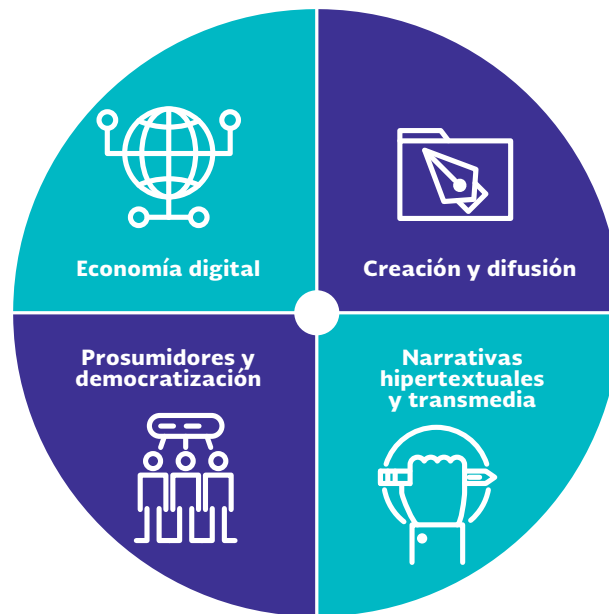 Economía digital
Creación y difusión
Prosumidores y
democratización
Narrativas
hipertextuales
y transmedia